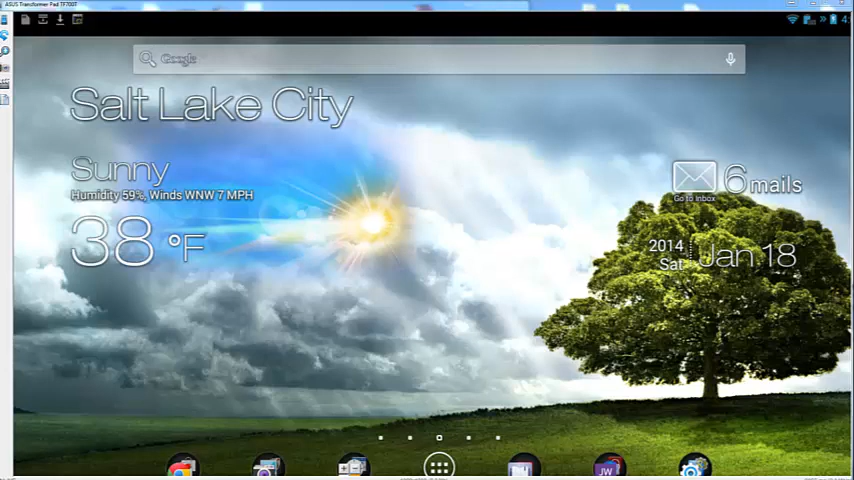 ASUS Transformer Pad TF700T
Google
Salt Lake City
Sunny
Humidity 59%, Winds WNW 7 MPH
38 °F
6 mails
Go to Inbox
2014
Sat
Jan 18
JW